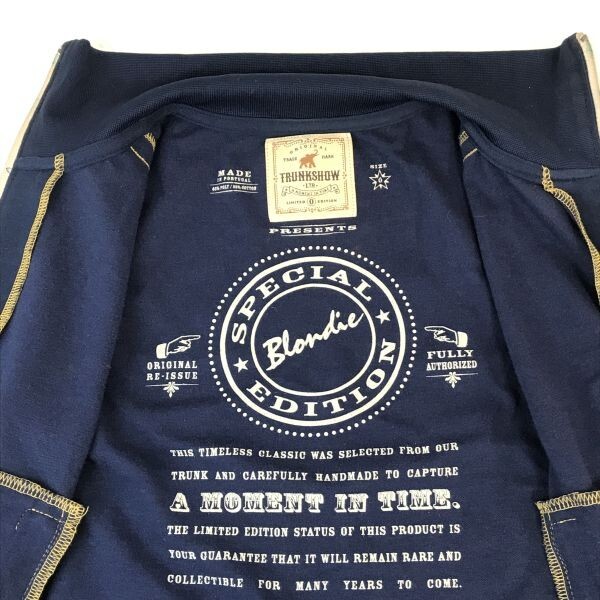 ORIGINAL
TRADE MARK
TRUNKSHOW
LTD
LIMITED EDITION
MADE
IN PORTUGAL
SIZE
PRESENTS
SPECIAL
Blondie
EDITION
ORIGINAL
RE-ISSUE
FULLY
AUTHORIZED
THIS TIMELESS CLASSIC WAS SELECTED FROM OUR
TRUNK AND CAREFULLY HANDMADE TO CAPTURE
A MOMENT IN TIME.
THE LIMITED EDITION STATUS OF THIS PRODUCT IS
YOUR GUARANTEE THAT IT WILL REMAIN RARE AND
COLLECTIBLE FOR MANY YEARS TO COME.